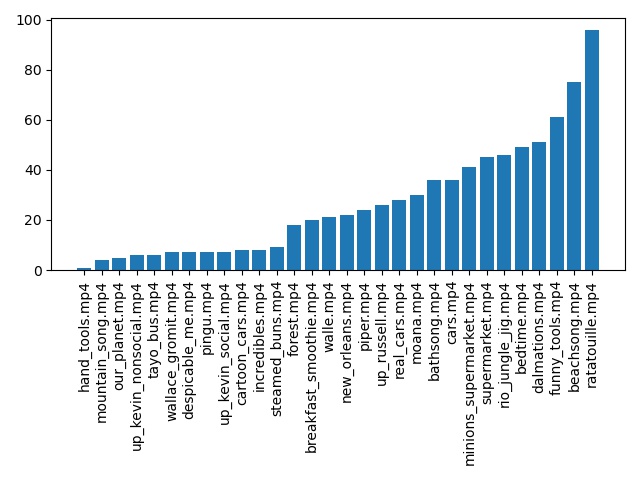 100
80
60
40
20
0
hand_tools.mp4
mountain_song.mp4
our_planet.mp4
up_kevin_nonsocial.mp4
tayo_bus.mp4
wallace_gromit.mp4
despicable_me.mp4
pingu.mp4
up_kevin_social.mp4
cartoon_cars.mp4
incredibles.mp4
steamed_buns.mp4
forest.mp4
breakfast_smoothie.mp4
walle.mp4
new_orleans.mp4
piper.mp4
up_russell.mp4
real_cars.mp4
moana.mp4
bathsong.mp4
cars.mp4
minions_supermarket.mp4
supermarket.mp4
rio_jungle_jig.mp4
bedtime.mp4
dalmations.mp4
funny_tools.mp4
beachsong.mp4
ratatouille.mp4